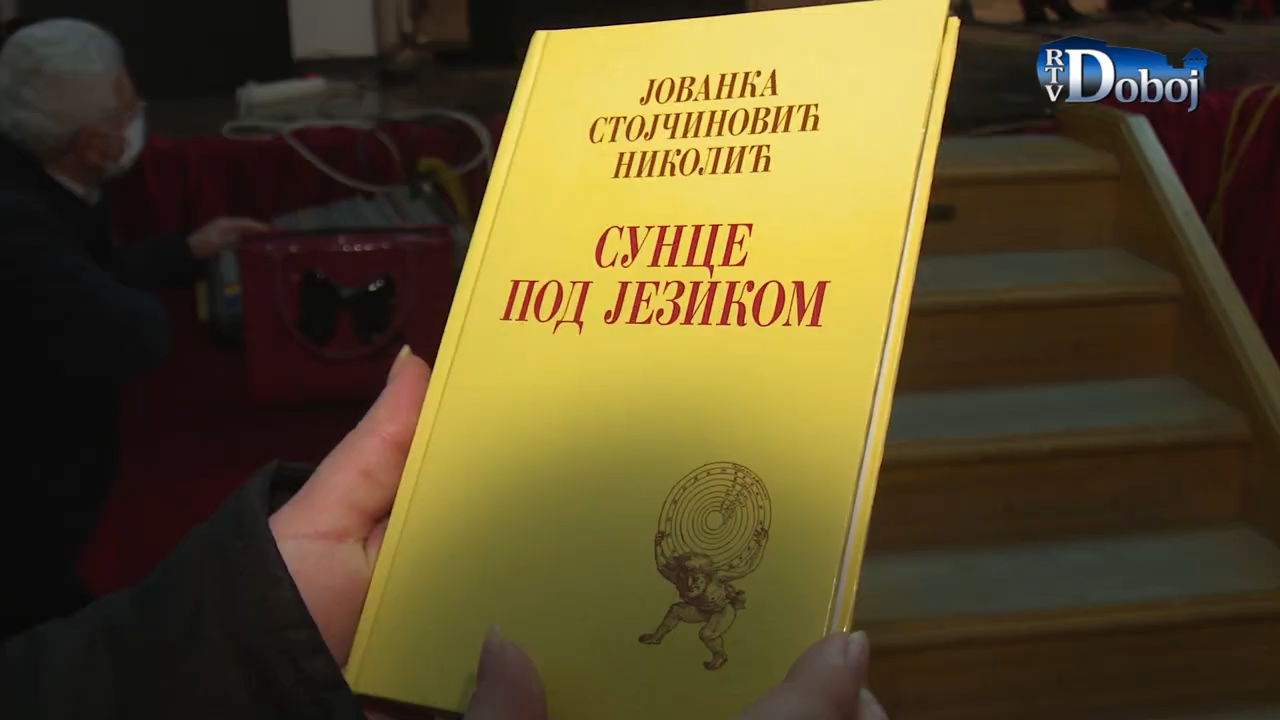 ЈОВАНКА
СТОЈЧИНОВИЋ
НИКОЛИЋ
СУНЦЕ
ПОД ЈЕЗИКОМ
RTV Doboj